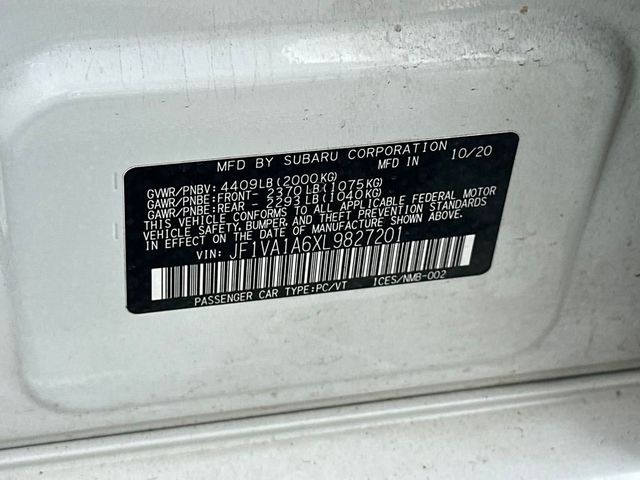 MFD BY SUBARU CORPORATION
MFD IN 10/20
GVWR/PNBV: 4409LB(2000KG)
GAWR/PNBE:FRONT- 2370LB(1075KG)
GAWR/PNBE:REAR - 2293LB(1040KG)
THIS VEHICLE CONFORMS TO ALL APPLICABLE FEDERAL MOTOR
VEHICLE SAFETY, BUMPER, AND THEFT PREVENTION STANDARDS
IN EFFECT ON THE DATE OF MANUFACTURE SHOWN ABOVE.
VIN: JF1VA1A6XL9827201
PASSENGER CAR TYPE:PC/VT ICES/NMB-002